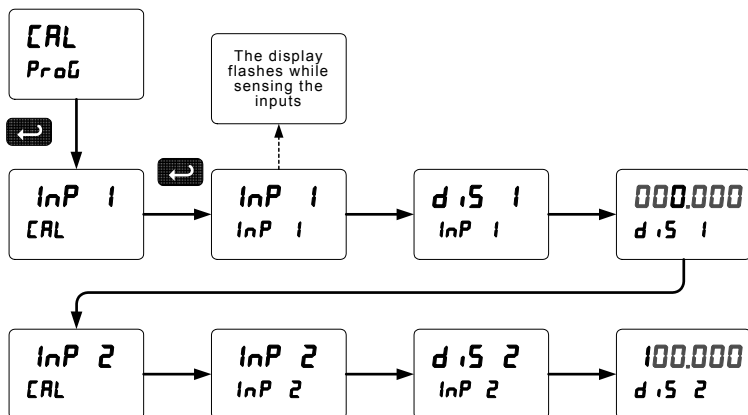 CAL
ProG
The display
flashes while
sensing the
inputs
InP 1
CAL
InP 1
InP 1
diS 1
InP 1
000.000
diS 1
InP 2
CAL
InP 2
InP 2
diS 2
InP 2
100.000
diS 2